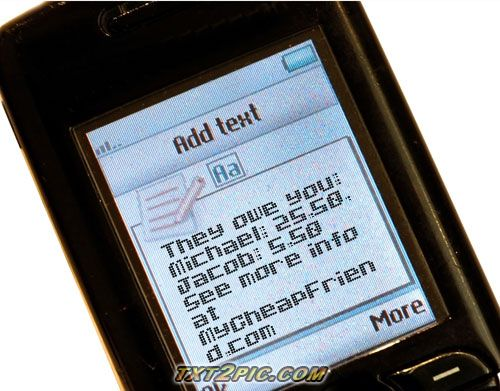 Add text
Aa
They owe you:
Michael: 25.50.
Jacob: 5.50
See more info
at
MyCheapFrien
d.com
More
TXT2PIC.COM